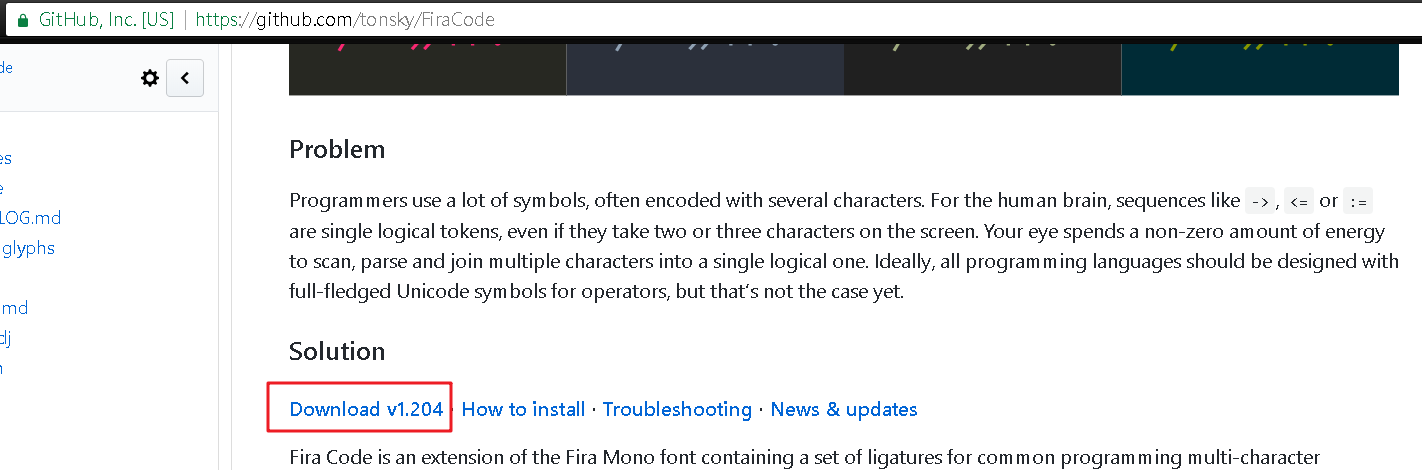 GitHub, Inc. [US] | https://github.com/tonsky/FiraCode
de
Problem
es
Programmers use a lot of symbols, often encoded with several characters. For the human brain, sequences like ->, <= or :=
e
LOG.md
are single logical tokens, even if they take two or three characters on the screen. Your eye spends a non-zero amount of energy
glyphs
to scan, parse and join multiple characters into a single logical one. Ideally, all programming languages should be designed with
full-fledged Unicode symbols for operators, but that’s not the case yet.
md
dj
Solution
n
Download v1.204 · How to install · Troubleshooting · News & updates
Fira Code is an extension of the Fira Mono font containing a set of ligatures for common programming multi-character